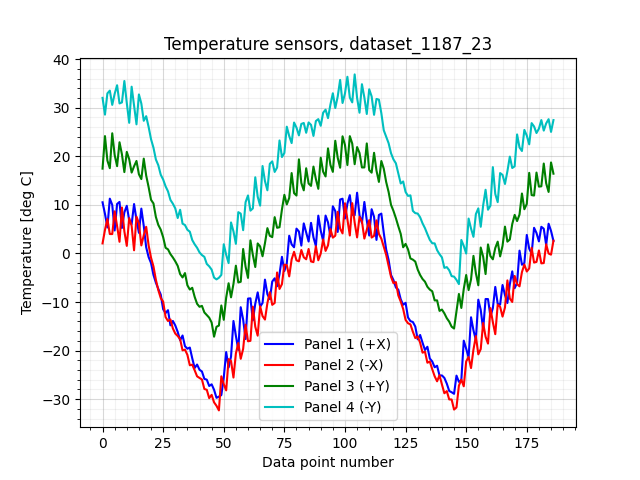 Temperature sensors, dataset_1187_23
Temperature [deg C]
40
30
20
10
0
−10
−20
−30
0
25
50
75
100
125
150
175
Data point number
Panel 1 (+X)
Panel 2 (-X)
Panel 3 (+Y)
Panel 4 (-Y)